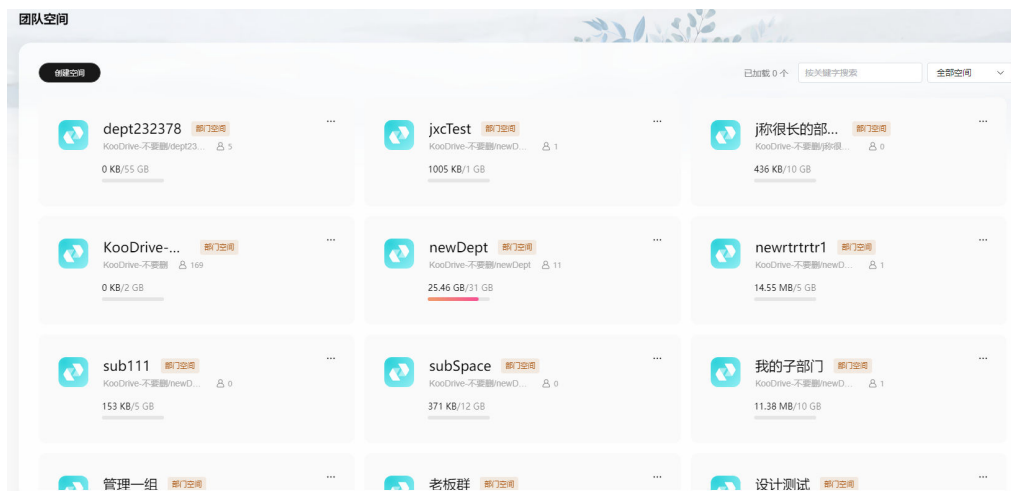 团队空间
创建空间
已加载 0 个 按关键字搜索 全部空间
dept232378 部门空间 ...
KooDrive-不要删/dept23... 5
0 KB/55 GB
jxcTest 部门空间 ...
KooDrive-不要删/newD... 1
1005 KB/1 GB
j称很长的部... 部门空间 ...
KooDrive-不要删/j称很... 0
436 KB/10 GB
KooDrive-... 部门空间 ...
KooDrive-不要删 169
0 KB/2 GB
newDept 部门空间 ...
KooDrive-不要删/newDept 11
25.46 GB/31 GB
newrtrtrtr1 部门空间 ...
KooDrive-不要删/newD... 1
14.55 MB/5 GB
sub111 部门空间 ...
KooDrive-不要删/newD... 0
153 KB/5 GB
subSpace 部门空间 ...
KooDrive-不要删/newD... 0
371 KB/12 GB
我的子部门 部门空间 ...
KooDrive-不要删/newD... 1
11.38 MB/10 GB
管理一组 部门空间 ...
老板群 部门空间 ...
设计测试 部门空间 ...